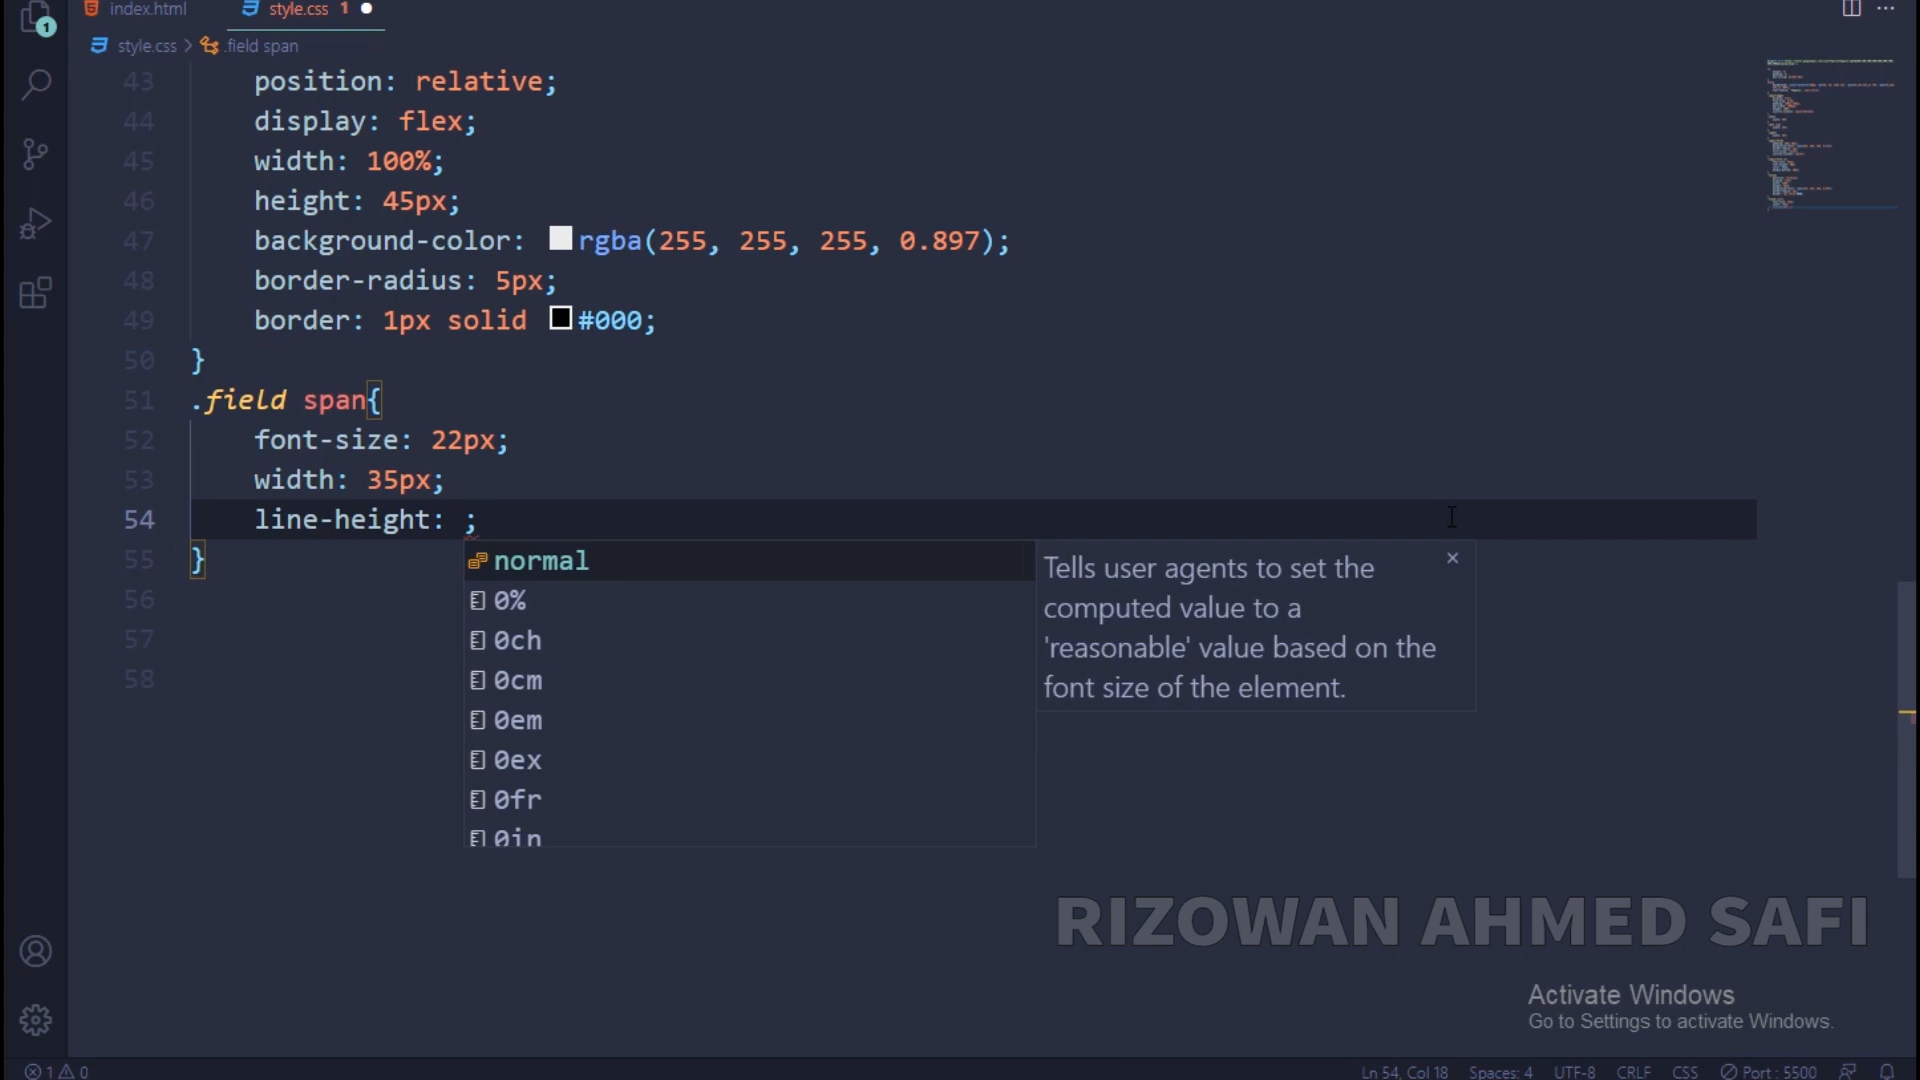 index.html
style.css 1
style.css > .field span
43 position: relative;
44 display: flex;
45 width: 100%;
46 height: 45px;
47 background-color: rgba(255, 255, 255, 0.897);
48 border-radius: 5px;
49 border: 1px solid #000;
50 }
51 .field span{
52 font-size: 22px;
53 width: 35px;
54 line-height: ;
55 }
56
57
58
normal
0%
0ch
0cm
0em
0ex
0fr
0in
Tells user agents to set the
computed value to a
'reasonable' value based on the
font size of the element.
1
RIZOWAN AHMED SAFI
Activate Windows
Go to Settings to activate Windows.
1 0
Ln 54, Col 18 Spaces: 4 UTF-8 CRLF CSS Port : 5500